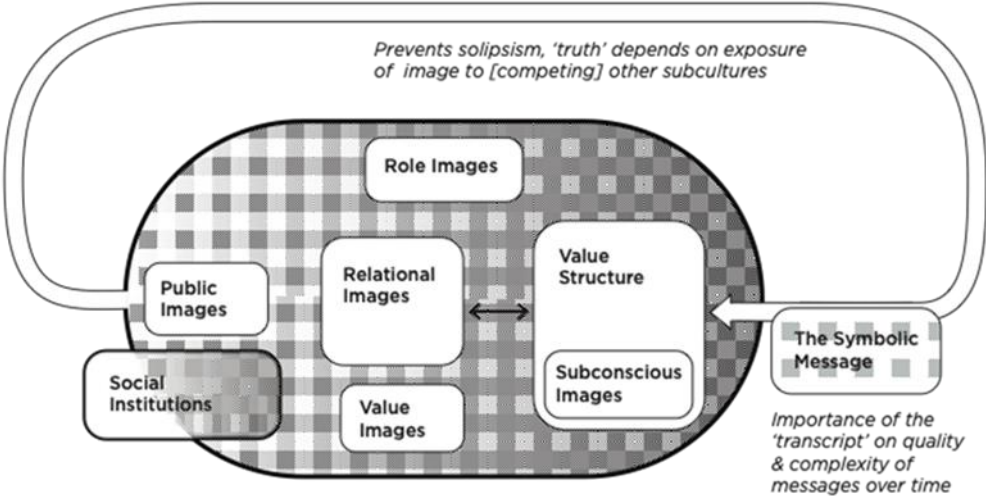 Prevents solipsism, 'truth' depends on exposure
of image to [competing] other subcultures
Role Images
Value
Structure
Relational
Images
Public
Images
The Symbolic
Message
Subconscious
Images
Social
Institutions
Value
Images
Importance of the
'transcript' on quality
& complexity of
messages over time